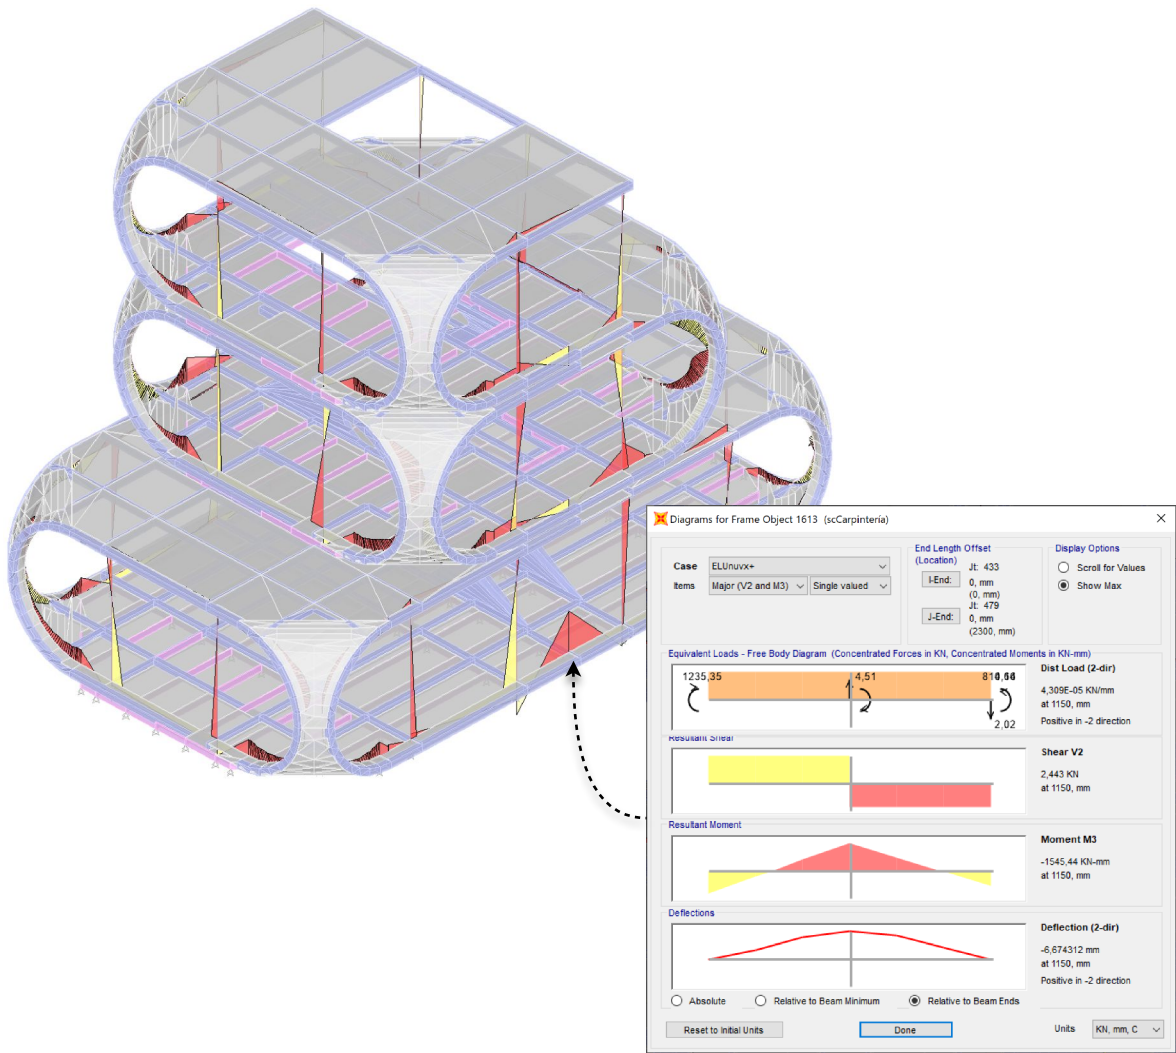 Diagrams for Frame Object 1613 (scCarpintería)
Case
ELUnuvx+
Items
Major (V2 and M3)
Single valued
End Length Offset
(Location)
I-End:
Jt: 433
0, mm
(0, mm)
J-End:
Jt: 479
0, mm
(2300, mm)
Display Options
Scroll for Values
Show Max
Equivalent Loads - Free Body Diagram (Concentrated Forces in KN, Concentrated Moments in KN-mm)
1235,35
4,51
2,02
Dist Load (2-dir)
4,309E-05 KN/mm
at 1150, mm
Positive in -2 direction
Resultant Shear
Shear V2
2,443 KN
at 1150, mm
Resultant Moment
Moment M3
-1545,44 KN-mm
at 1150, mm
Deflections
Deflection (2-dir)
-6,674312 mm
at 1150, mm
Positive in -2 direction
Absolute
Relative to Beam Minimum
Relative to Beam Ends
Reset to Initial Units
Done
Units
KN, mm, C